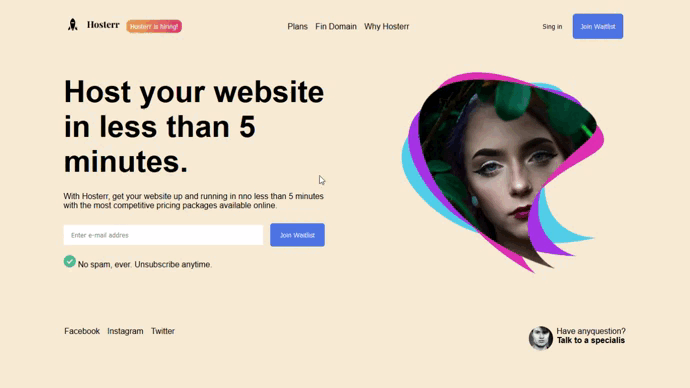 Hosterr
HosterY is hiring!
Plans
Fin Domain
Why Hosterr
Sing in
Join Waitlist
Host your website
in less than 5
minutes.
With Hosterr, get your website up and running in nno less than 5 minutes
with the most competitive pricing packages available online.
Enter e-mail addres
Join Waitlist
No spam, ever. Unsubscribe anytime.
Facebook
Instagram
Twitter
Have anyquestion?
Talk to a specialis